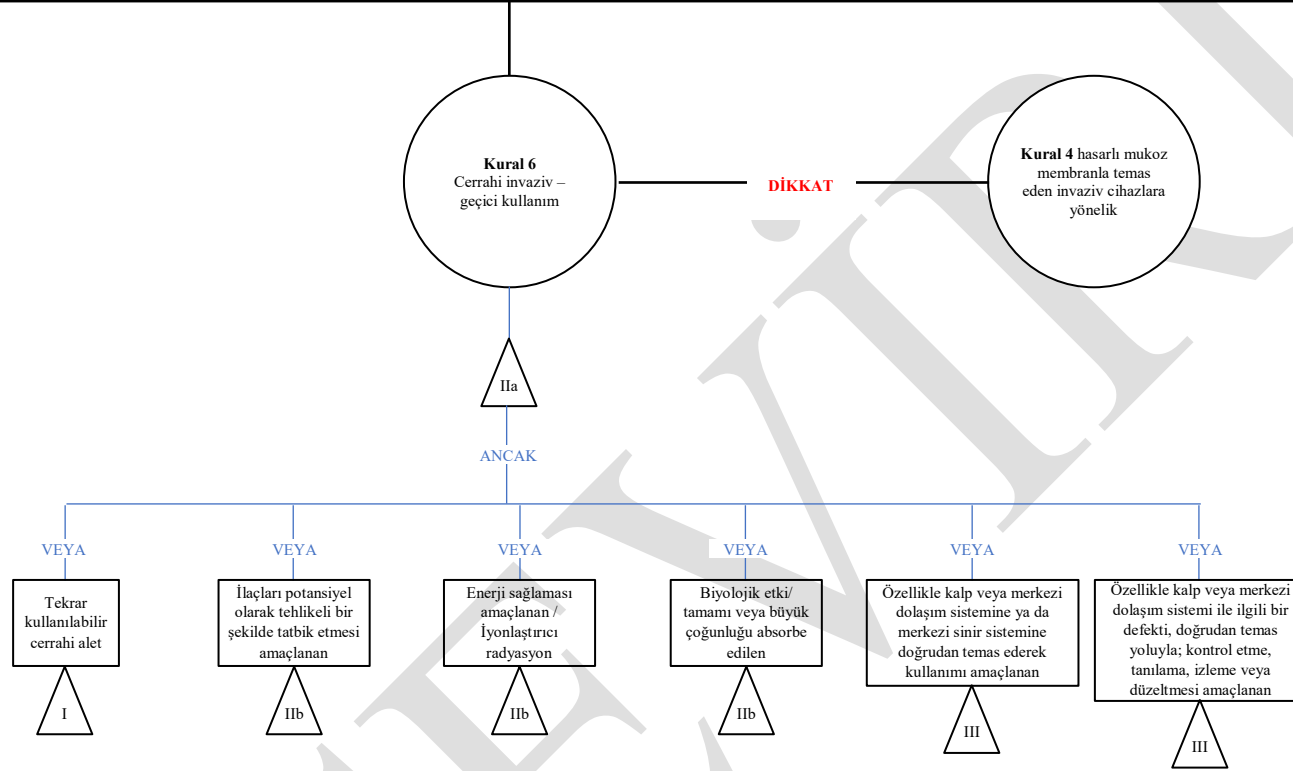 Kural 6
Cerrahi invaziv –
geçici kullanım
DİKKAT
Kural 4 hasarlı mukoz
membranla temas
eden invaziv cihazlara
yönelik
IIa
ANCAK
VEYA
VEYA
VEYA
VEYA
VEYA
VEYA
Tekrar
kullanılabilir
cerrahi alet
İlaçları potansiyel
olarak tehlikeli bir
şekilde tatbik etmesi
amaçlanan
Enerji sağlaması
amaçlanan /
İyonlaştırıcı
radyasyon
Biyolojik etki/
tamamı veya büyük
çoğunluğu absorbe
edilen
Özellikle kalp veya merkezi
dolaşım sistemine ya da
merkezi sinir sistemine
doğrudan temas ederek
kullanımı amaçlanan
Özellikle kalp veya merkezi
dolaşım sistemi ile ilgili bir
defekti, doğrudan temas
yoluyla; kontrol etme,
tanılama, izleme veya
düzeltmesi amaçlanan
I
IIb
IIb
IIb
III
III